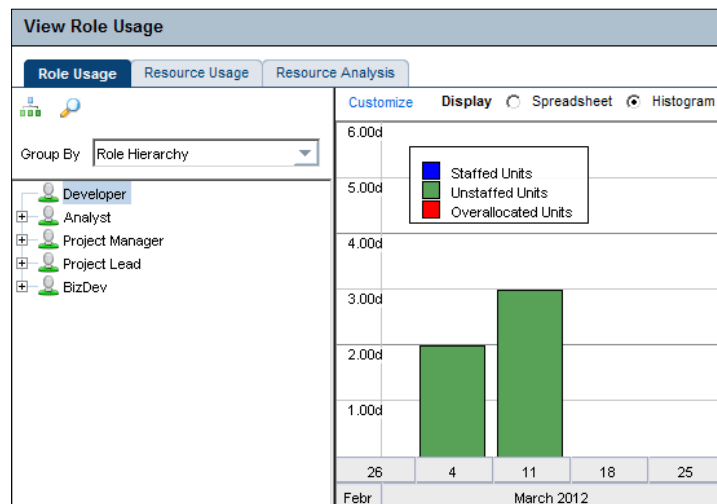 View Role Usage
Role Usage Resource Usage Resource Analysis
Customize Display Spreadsheet Histogram
Group By Role Hierarchy
Developer
Analyst
Project Manager
Project Lead
BizDev
6.00d
5.00d
4.00d
3.00d
2.00d
1.00d
Staffed Units
Unstaffed Units
Overallocated Units
26 4 11 18 25
Febr March 2012